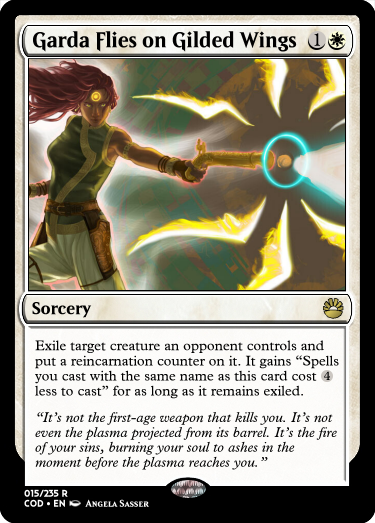 Garda Flies on Gilded Wings 1
Sorcery
Exile target creature an opponent controls and
put a reincarnation counter on it. It gains “Spells
you cast with the same name as this card cost 4
less to cast” for as long as it remains exiled.
“It's not the first-age weapon that kills you. It's not
even the plasma projected from its barrel. It's the fire
of your sins, burning your soul to ashes in the
moment before the plasma reaches you.”
015/235 R
COD • EN Angela Sasser